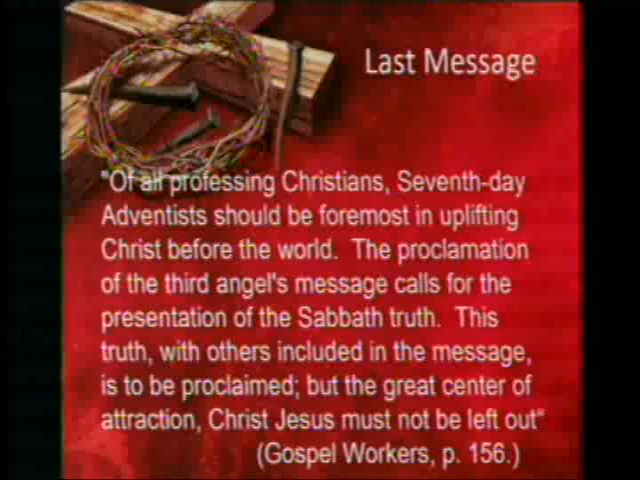 Last Message
"Of all professing Christians, Seventh-day
Adventists should be foremost in uplifting
Christ before the world. The proclamation
of the third angel's message calls for the
presentation of the Sabbath truth. This
truth, with others included in the message,
is to be proclaimed; but the great center of
attraction, Christ Jesus must not be left out"
(Gospel Workers, p. 156.)